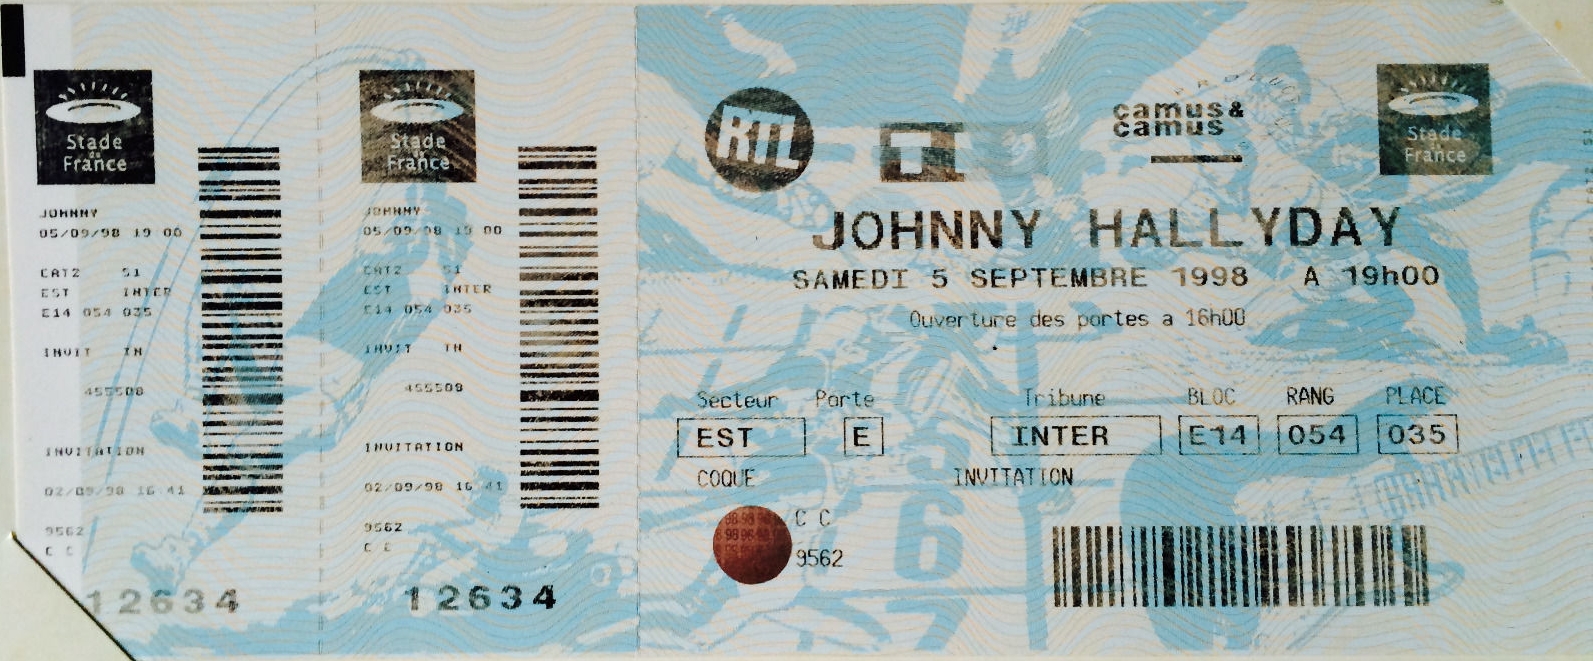 Stade
de
France
JOHNNY
05/09/98 19 00
CAT2 51
EST INTER
E14 054 035
INVIT IN
455508
INVITATION
02/09/98 16 41
9562
C C
12634
Stade
de
France
JOHNNY
05/09/98 19 00
CAT2 51
EST INTER
E14 054 035
INVIT IN
455508
INVITATION
02/09/98 16 41
9562
C C
12634
RTL
camus&
camus
Stade
de
France
JOHNNY HALLYDAY
SAMEDI 5 SEPTEMBRE 1998 A 19h00
Ouverture des portes a 16h00
Secteur Porte Tribune BLOC RANG PLACE
EST E INTER E14 054 035
COQUE INVITATION
C C
9562